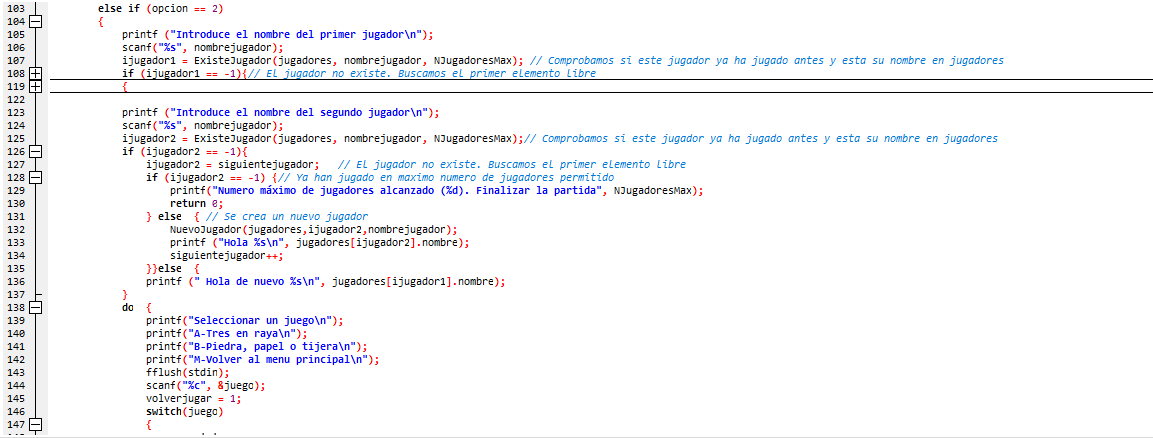 103 else if (opcion == 2)
104 {
105 printf ("Introduce el nombre del primer jugador\n");
106 scanf("%s", nombrejugador);
107 ijugador1 = ExisteJugador(jugadores, nombrejugador, NJugadoresMax); // Comprobamos si este jugador ya ha jugado antes y esta su nombre en jugadores
108 if (ijugador1 == -1){// El jugador no existe. Buscamos el primer elemento libre
119 {
122
123 printf ("Introduce el nombre del segundo jugador\n");
124 scanf("%s", nombrejugador);
125 ijugador2 = ExisteJugador(jugadores, nombrejugador, NJugadoresMax);// Comprobamos si este jugador ya ha jugado antes y esta su nombre en jugadores
126 if (ijugador2 == -1){
127 ijugador2 = siguientejugador; // El jugador no existe. Buscamos el primer elemento libre
128 if (ijugador2 == -1) {// Ya han jugado en maximo numero de jugadores permitido
129 printf("Numero máximo de jugadores alcanzado (%d). Finalizar la partida", NJugadoresMax);
130 return 0;
131 } else { // Se crea un nuevo jugador
132 NuevoJugador(jugadores,ijugador2,nombrejugador);
133 printf ("Hola %s\n", jugadores[ijugador2].nombre);
134 siguientejugador++;
135 }}else {
136 printf (" Hola de nuevo %s\n", jugadores[ijugador1].nombre);
137 }
138 do {
139 printf("Seleccionar un juego\n");
140 printf("A-Tres en raya\n");
141 printf("B-Piedra, papel o tijera\n");
142 printf("M-Volver al menu principal\n");
143 fflush(stdin);
144 scanf("%c", &juego);
145 volverjugar = 1;
146 switch(juego)
147 {